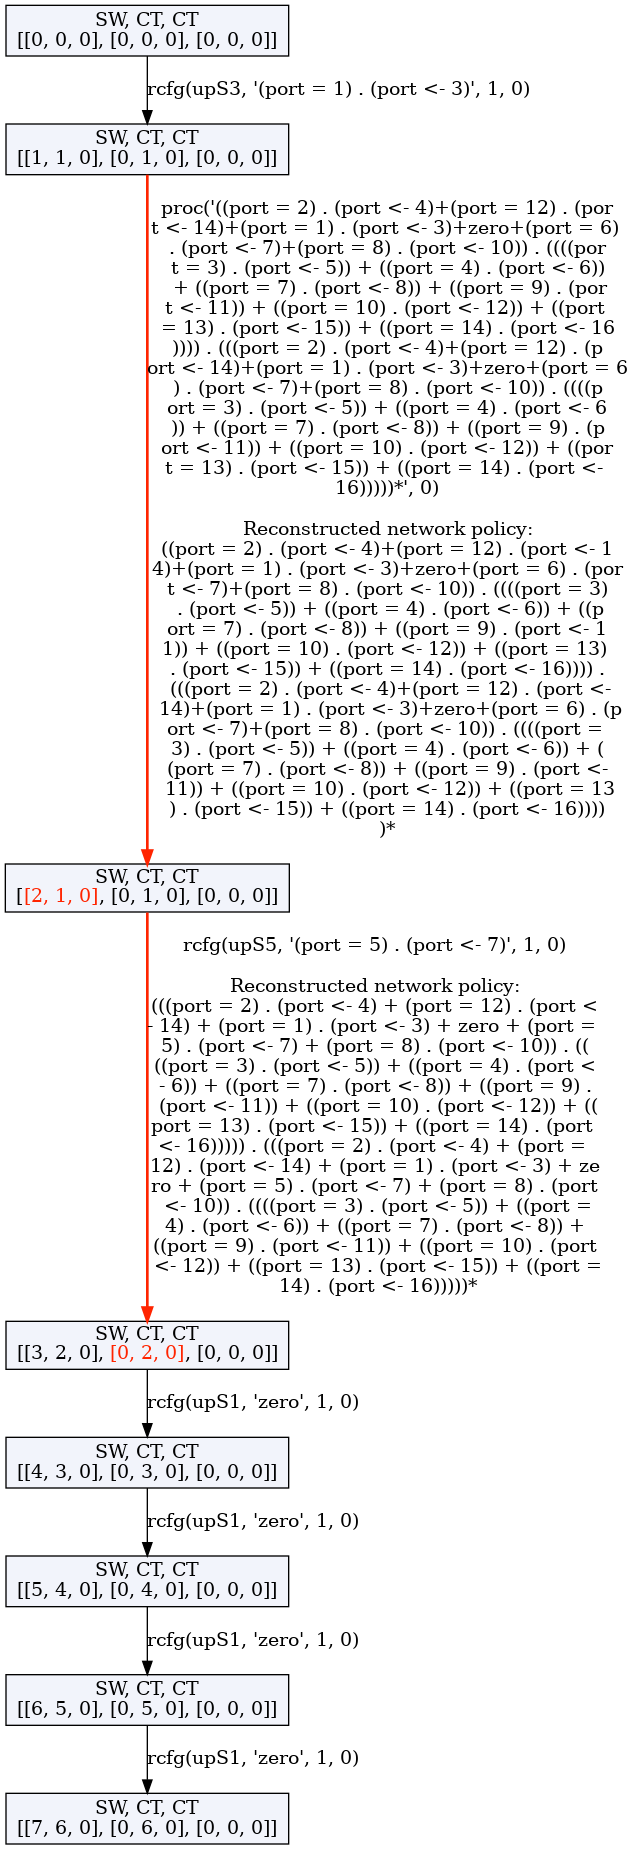 SW, CT, CT
[[0, 0, 0], [0, 0, 0], [0, 0, 0]]
rcfg(upS3, '(port = 1) . (port <- 3)', 1, 0)
SW, CT, CT
[[1, 1, 0], [0, 1, 0], [0, 0, 0]]
proc('((port = 2) . (port <- 4)+(port = 12) . (por
t <- 14)+(port = 1) . (port <- 3)+zero+(port = 6)
. (port <- 7)+(port = 8) . (port <- 10)) . ((((por
t = 3) . (port <- 5)) + ((port = 4) . (port <- 6))
+ ((port = 7) . (port <- 8)) + ((port = 9) . (por
t <- 11)) + ((port = 10) . (port <- 12)) + ((port
= 13) . (port <- 15)) + ((port = 14) . (port <- 16
)))) . (((port = 2) . (port <- 4)+(port = 12) . (p
ort <- 14)+(port = 1) . (port <- 3)+zero+(port = 6
) . (port <- 7)+(port = 8) . (port <- 10)) . ((((p
ort = 3) . (port <- 5)) + ((port = 4) . (port <- 6
)) + ((port = 7) . (port <- 8)) + ((port = 9) . (p
ort <- 11)) + ((port = 10) . (port <- 12)) + ((por
t = 13) . (port <- 15)) + ((port = 14) . (port <-
16)))))*', 0)
Reconstructed network policy:
((port = 2) . (port <- 4)+(port = 12) . (port <- 1
4)+(port = 1) . (port <- 3)+zero+(port = 6) . (por
t <- 7)+(port = 8) . (port <- 10)) . ((((port = 3)
. (port <- 5)) + ((port = 4) . (port <- 6)) + ((p
ort = 7) . (port <- 8)) + ((port = 9) . (port <- 1
1)) + ((port = 10) . (port <- 12)) + ((port = 13)
. (port <- 15)) + ((port = 14) . (port <- 16)))) .
(((port = 2) . (port <- 4)+(port = 12) . (port <-
14)+(port = 1) . (port <- 3)+zero+(port = 6) . (p
ort <- 7)+(port = 8) . (port <- 10)) . ((((port =
3) . (port <- 5)) + ((port = 4) . (port <- 6)) + (
(port = 7) . (port <- 8)) + ((port = 9) . (port <-
11)) + ((port = 10) . (port <- 12)) + ((port = 13
) . (port <- 15)) + ((port = 14) . (port <- 16))))
)*
SW, CT, CT
[[2, 1, 0], [0, 1, 0], [0, 0, 0]]
rcfg(upS5, '(port = 5) . (port <- 7)', 1, 0)
Reconstructed network policy:
(((port = 2) . (port <- 4) + (port = 12) . (port <
- 14) + (port = 1) . (port <- 3) + zero + (port =
5) . (port <- 7) + (port = 8) . (port <- 10)) . ((
((port = 3) . (port <- 5)) + ((port = 4) . (port <
- 6)) + ((port = 7) . (port <- 8)) + ((port = 9) .
(port <- 11)) + ((port = 10) . (port <- 12)) + ((
port = 13) . (port <- 15)) + ((port = 14) . (port
<- 16))))) . (((port = 2) . (port <- 4) + (port =
12) . (port <- 14) + (port = 1) . (port <- 3) + ze
ro + (port = 5) . (port <- 7) + (port = 8) . (port
<- 10)) . ((((port = 3) . (port <- 5)) + ((port =
4) . (port <- 6)) + ((port = 7) . (port <- 8)) +
((port = 9) . (port <- 11)) + ((port = 10) . (port
<- 12)) + ((port = 13) . (port <- 15)) + ((port =
14) . (port <- 16)))))*
SW, CT, CT
[[3, 2, 0], [0, 2, 0], [0, 0, 0]]
rcfg(upS1, 'zero', 1, 0)
SW, CT, CT
[[4, 3, 0], [0, 3, 0], [0, 0, 0]]
rcfg(upS1, 'zero', 1, 0)
SW, CT, CT
[[5, 4, 0], [0, 4, 0], [0, 0, 0]]
rcfg(upS1, 'zero', 1, 0)
SW, CT, CT
[[6, 5, 0], [0, 5, 0], [0, 0, 0]]
rcfg(upS1, 'zero', 1, 0)
SW, CT, CT
[[7, 6, 0], [0, 6, 0], [0, 0, 0]]